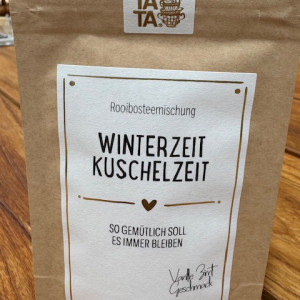 TA
TA.
Rooibosteemischung
WINTERZEIT
KUSCHELZEIT
SO GEMÜTLICH SOLL
ES IMMER BLEIBEN
Vanille Zimt
Geschmack